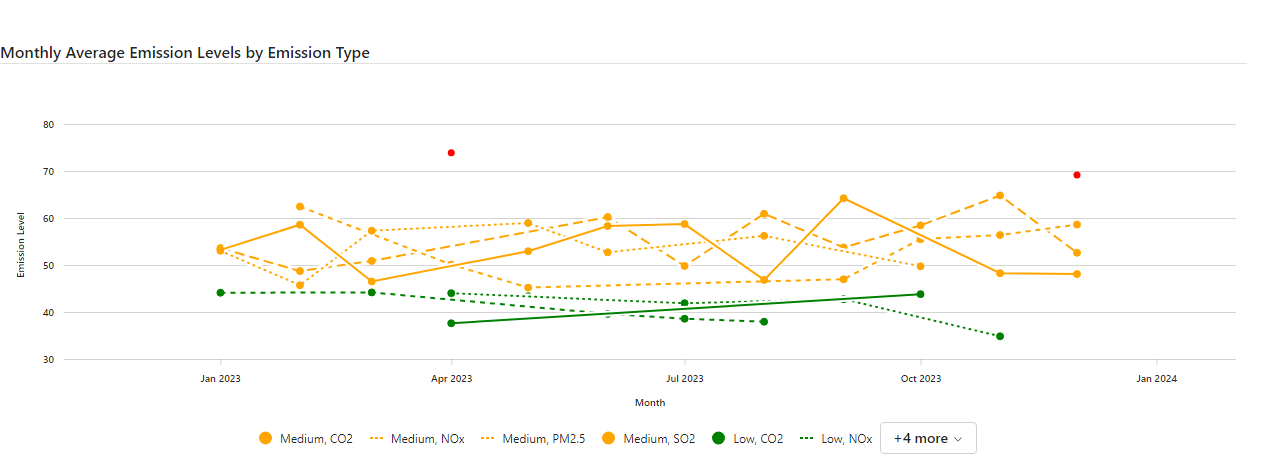 Monthly Average Emission Levels by Emission Type
80
70
60
50
40
30
Emission Level
Jan 2023 Apr 2023 Jul 2023 Oct 2023 Jan 2024
Month
Medium, CO2 Medium, NOx Medium, PM2.5 Medium, SO2 Low, CO2 Low, NOx +4 more